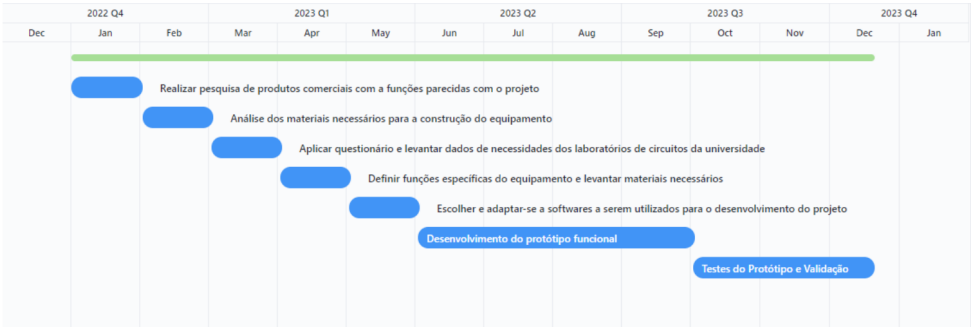 2022 Q4 2023 Q1 2023 Q2 2023 Q3 2023 Q4
Dec Jan Feb Mar Apr May Jun Jul Aug Sep Oct Nov Dec Jan
Realizar pesquisa de produtos comerciais com a funções parecidas com o projeto
Análise dos materiais necessários para a construção do equipamento
Aplicar questionário e levantar dados de necessidades dos laboratórios de circuitos da universidade
Definir funções específicas do equipamento e levantar materiais necessários
Escolher e adaptar-se a softwares a serem utilizados para o desenvolvimento do projeto
Desenvolvimento do protótipo funcional
Testes do Protótipo e Validação